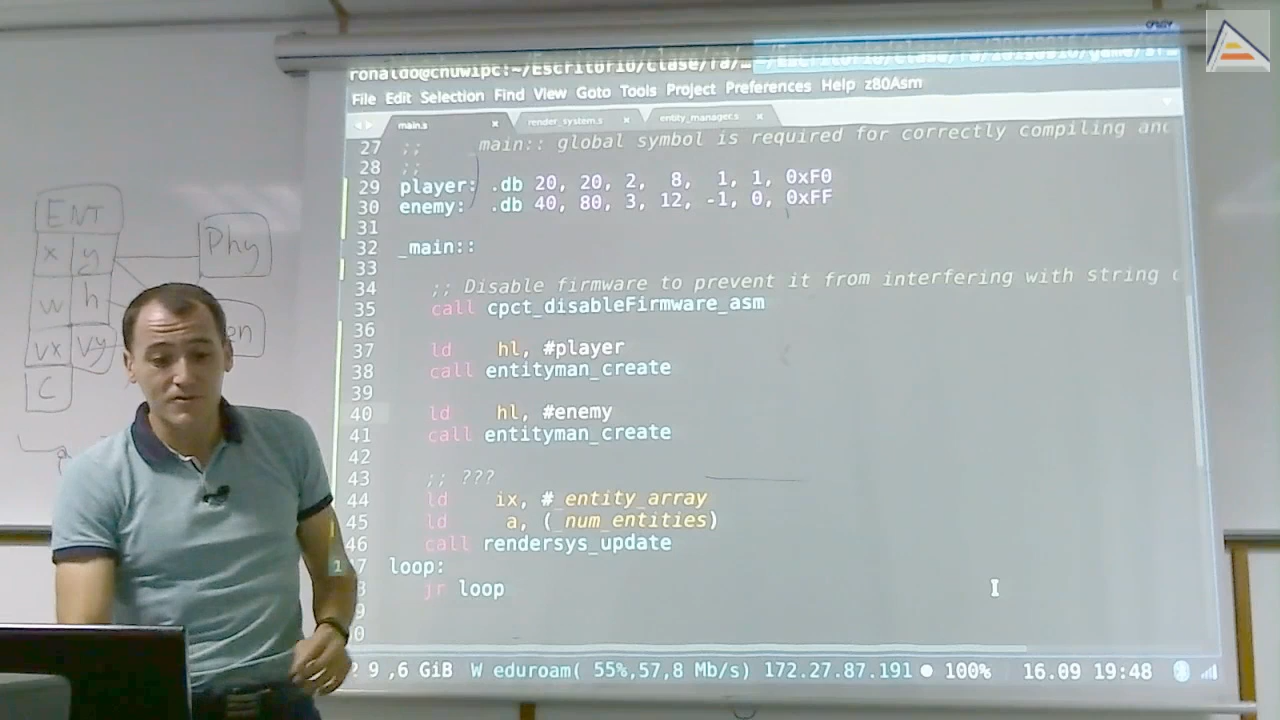 ronaldo@cnuwipc:~/Escritorio/clase/ra/…
File Edit Selection Find View Goto Tools Project Preferences Help z80Asm
main.s × render_system.s × entity_manager.s ×
27 ;; _main:: global symbol is required for correctly compiling and
28 ;;
29 player: .db 20, 20, 2, 8, 1, 1, 0xF0
30 enemy: .db 40, 80, 3, 12, -1, 0, 0xFF
31
32 _main::
33
34 ;; Disable firmware to prevent it from interfering with string
35 call cpct_disableFirmware_asm
36
37 ld hl, #player
38 call entityman_create
39
40 ld hl, #enemy
41 call entityman_create
42
43 ;; ???
44 ld ix, #_entity_array
45 ld a, (_num_entities)
46 call rendersys_update
47 loop:
8 jr loop
9
0
9,6 GiB W eduroam( 55%,57,8 Mb/s) 172.27.87.191 ● 100% 16.09 19:48
ENT
x y
w h
vx vy
C
Phy
en